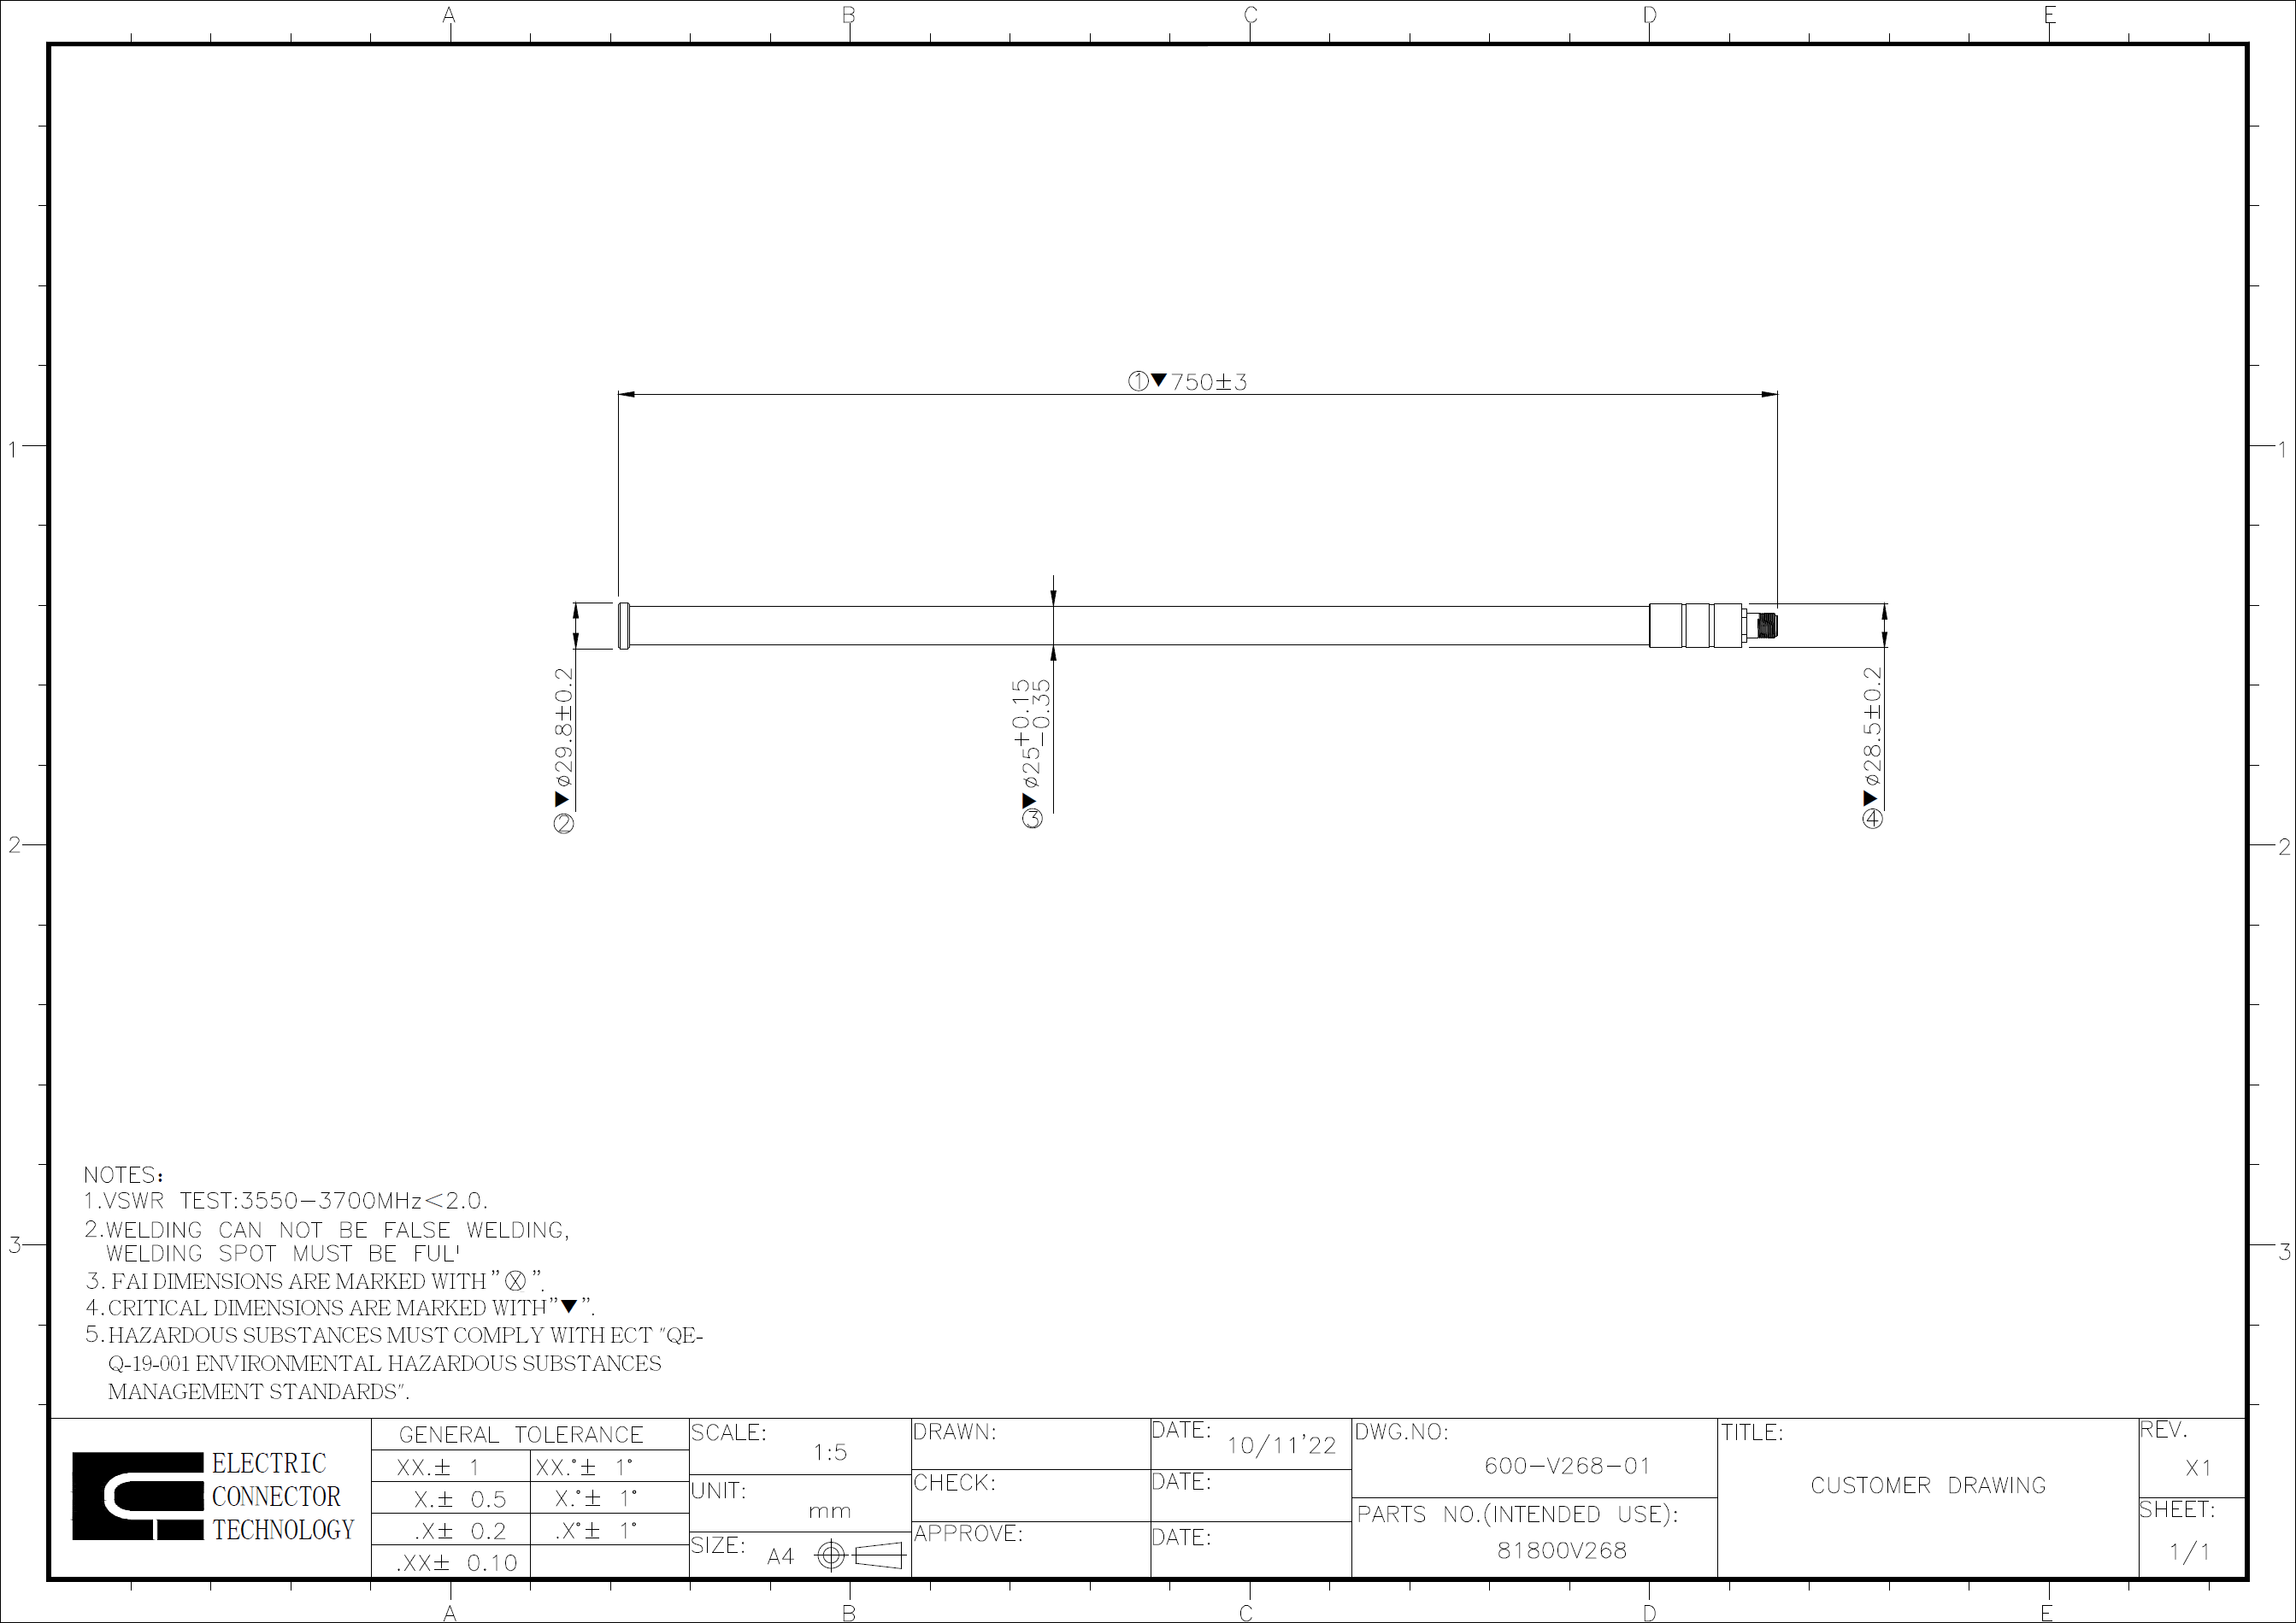 A B C D E
①▼750±3
1 1
②▼ø29.8±0.2
③▼ø25 +0.15 -0.35
④▼ø28.5±0.2
2 2
3 3
NOTES:
1.VSWR TEST:3550-3700MHz<2.0.
2.WELDING CAN NOT BE FALSE WELDING,
WELDING SPOT MUST BE
3. FAI DIMENSIONS ARE MARKED WITH "Ⓧ".
4.CRITICAL DIMENSIONS ARE MARKED WITH"▼".
5.HAZARDOUS SUBSTANCES MUST COMPLY WITH ECT "QE-
Q-19-001 ENVIRONMENTAL HAZARDOUS SUBSTANCES
MANAGEMENT STANDARDS".
ELECTRIC
CONNECTOR
TECHNOLOGY
GENERAL TOLERANCE
XX.± 1 XX.°± 1°
X.± 0.5 X.°± 1°
.X± 0.2 .X°± 1°
.XX± 0.10
SCALE: 1:5
UNIT: mm
SIZE: A4
DRAWN: DATE: 10/11'22
CHECK: DATE:
APPROVE: DATE:
DWG.NO:
600-V268-01
PARTS NO.(INTENDED USE):
81800V268
TITLE:
CUSTOMER DRAWING
REV.
X1
SHEET:
1/1
A B C D E